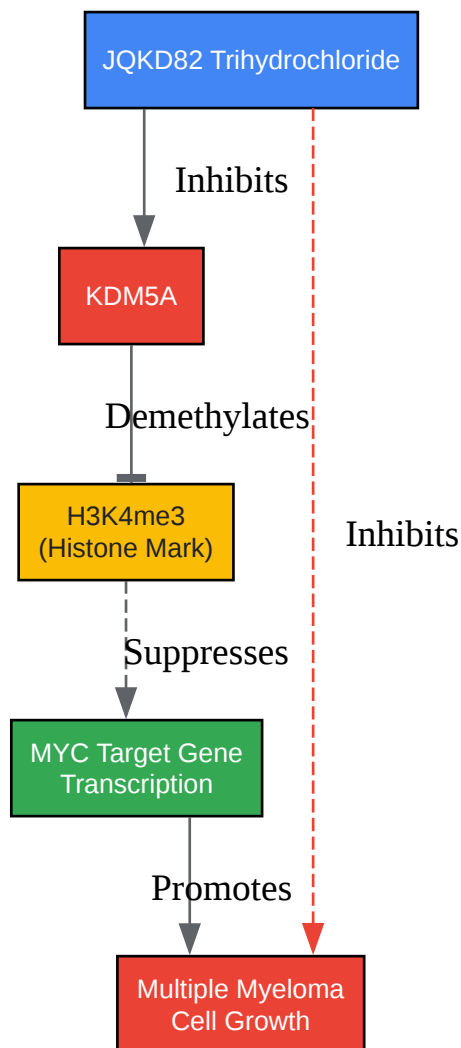 JQKD82 Trihydrochloride
Inhibits
KDM5A
Demethylates
H3K4me3
(Histone Mark)
Inhibits
Suppresses
MYC Target Gene
Transcription
Promotes
Multiple Myeloma
Cell Growth